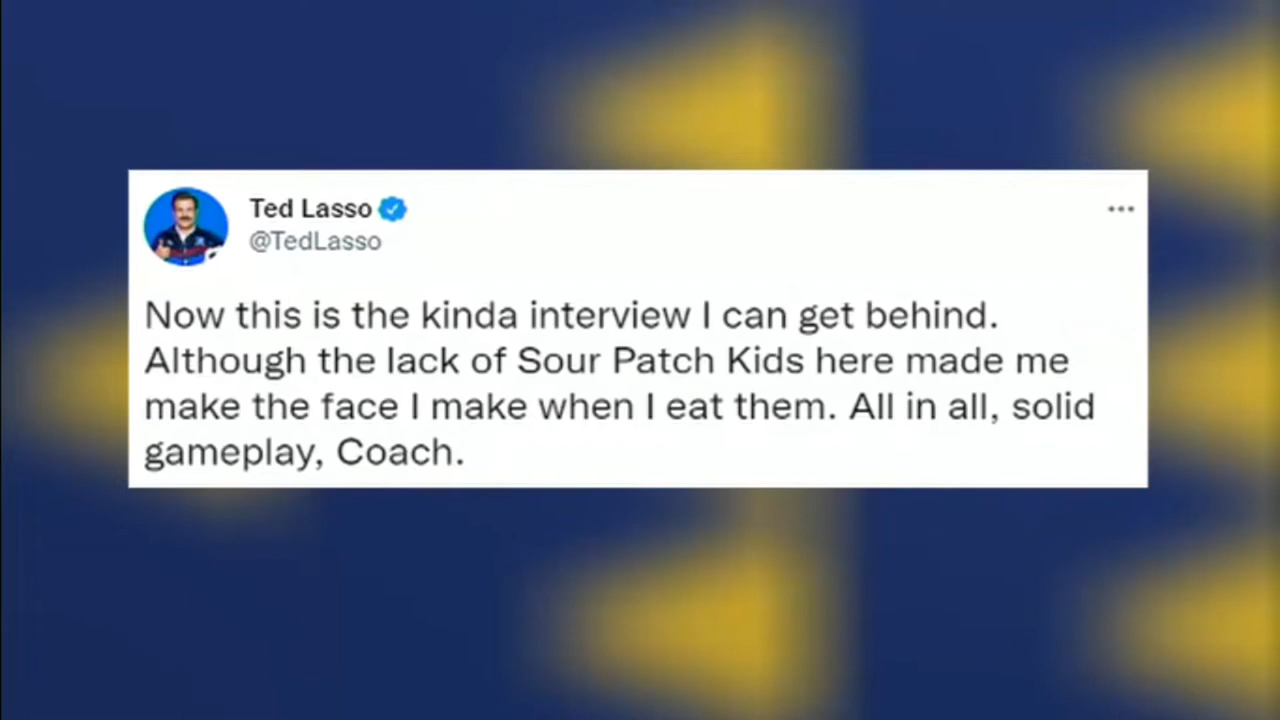 Ted Lasso
@TedLasso
Now this is the kinda interview I can get behind.
Although the lack of Sour Patch Kids here made me
make the face I make when I eat them. All in all, solid
gameplay, Coach.